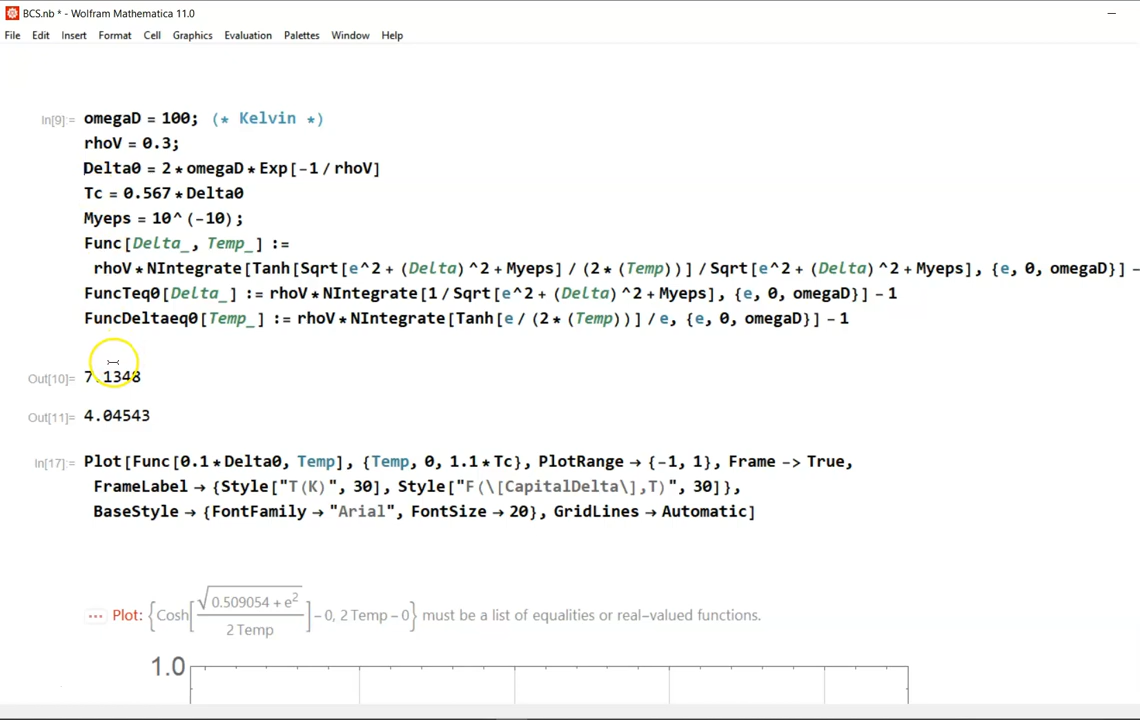 BCS.nb * - Wolfram Mathematica 11.0
File Edit Insert Format Cell Graphics Evaluation Palettes Window Help
In[9]:= omegaD = 100; (* Kelvin *)
rhoV = 0.3;
Delta0 = 2*omegaD*Exp[-1/rhoV]
Tc = 0.567*Delta0
Myeps = 10^(-10);
Func[Delta_, Temp_] :=
rhoV*NIntegrate[Tanh[Sqrt[e^2+(Delta)^2+Myeps]/(2*(Temp))]/Sqrt[e^2+(Delta)^2+Myeps], {e, 0, omegaD}] -
FuncTeq0[Delta_] := rhoV*NIntegrate[1/Sqrt[e^2+(Delta)^2+Myeps], {e, 0, omegaD}] -1
FuncDeltaeq0[Temp_] := rhoV*NIntegrate[Tanh[e/(2*(Temp))]/e, {e, 0, omegaD}] -1
Out[10]= 7.1348
Out[11]= 4.04543
In[17]:= Plot[Func[0.1*Delta0, Temp], {Temp, 0, 1.1*Tc}, PlotRange → {-1, 1}, Frame -> True,
FrameLabel → {Style["T(K)", 30], Style["F(\[CapitalDelta\],T)", 30]},
BaseStyle → {FontFamily → "Arial", FontSize → 20}, GridLines → Automatic]
··· Plot: {Cosh[√(0.509054 + e²) / 2 Temp] - 0, 2 Temp - 0} must be a list of equalities or real-valued functions.
1.0